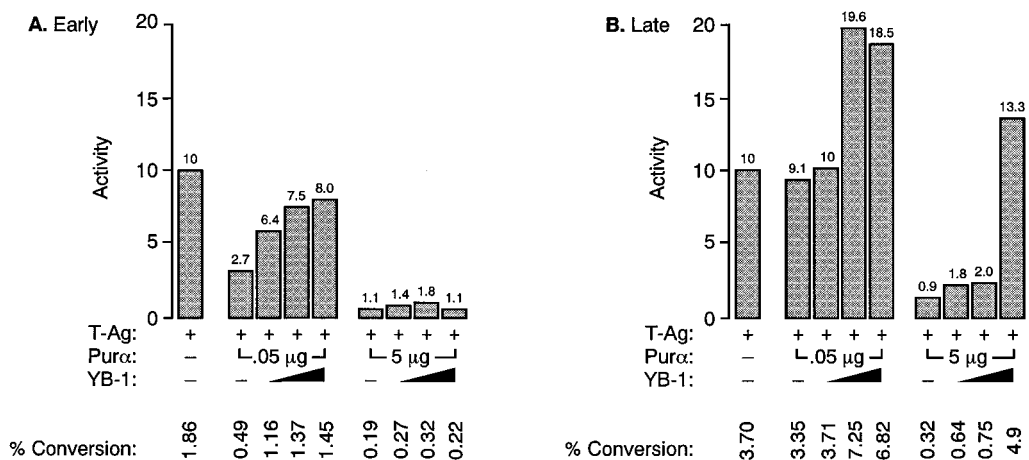 A. Early
20
15
10
5
0
Activity
10
2.7
6.4
7.5
8.0
1.1
1.4
1.8
1.1
T-Ag: + + + + + + + + +
Purα: – .05 μg 5 μg
YB-1: – – –
% Conversion: 1.86 0.49 1.16 1.37 1.45 0.19 0.27 0.32 0.22
B. Late
20
15
10
5
0
Activity
10
9.1
10
19.6
18.5
0.9
1.8
2.0
13.3
T-Ag: + + + + + + + + +
Purα: – .05 μg 5 μg
YB-1: – – –
% Conversion: 3.70 3.35 3.71 7.25 6.82 0.32 0.64 0.75 4.9